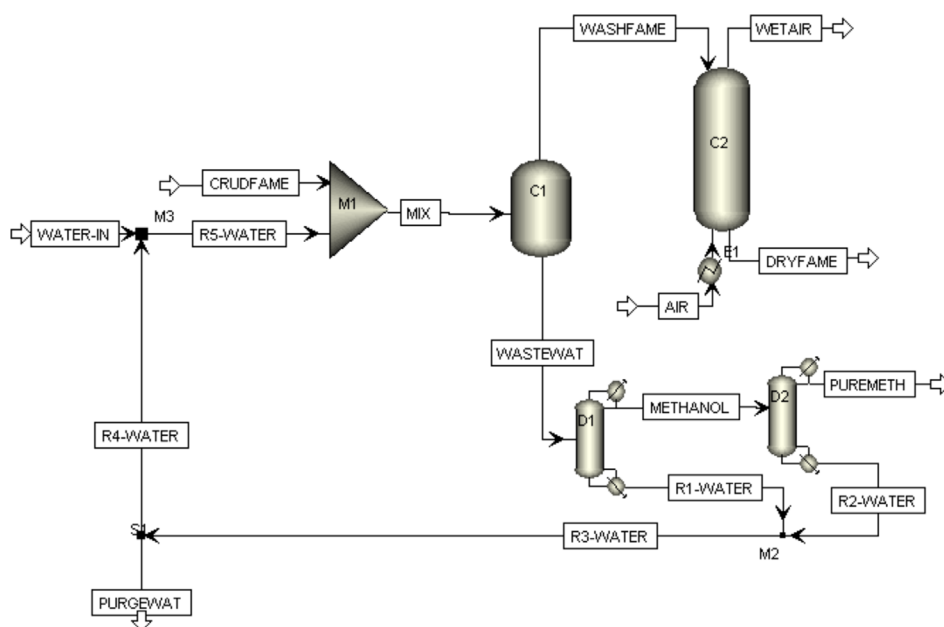 WASHFAME
WETAIR
C2
CRUDFAME
M1
MIX
C1
WATER-IN
M3
R5-WATER
E1
DRYFAME
AIR
WASTEWAT
METHANOL
D2
PUREMETH
D1
R4-WATER
R1-WATER
R2-WATER
S1
R3-WATER
M2
PURGEWAT